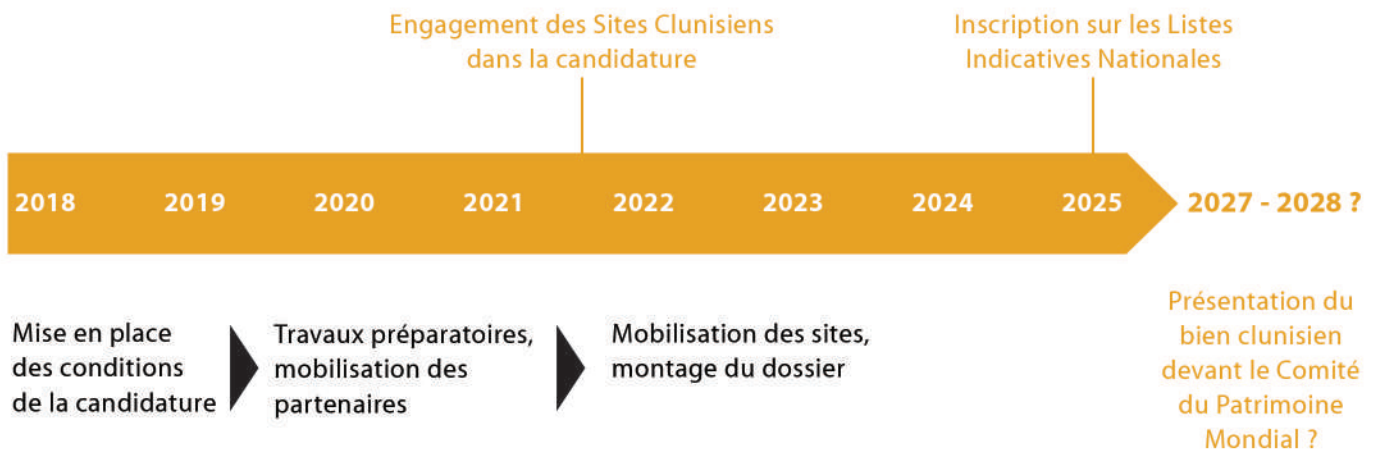 Engagement des Sites Clunisiens
dans la candidature
Inscription sur les Listes
Indicatives Nationales
2018 2019 2020 2021 2022 2023 2024 2025 2027 - 2028 ?
Mise en place
des conditions
de la candidature
Travaux préparatoires,
mobilisation des
partenaires
Mobilisation des sites,
montage du dossier
Présentation du
bien clunisien
devant le Comité
du Patrimoine
Mondial ?